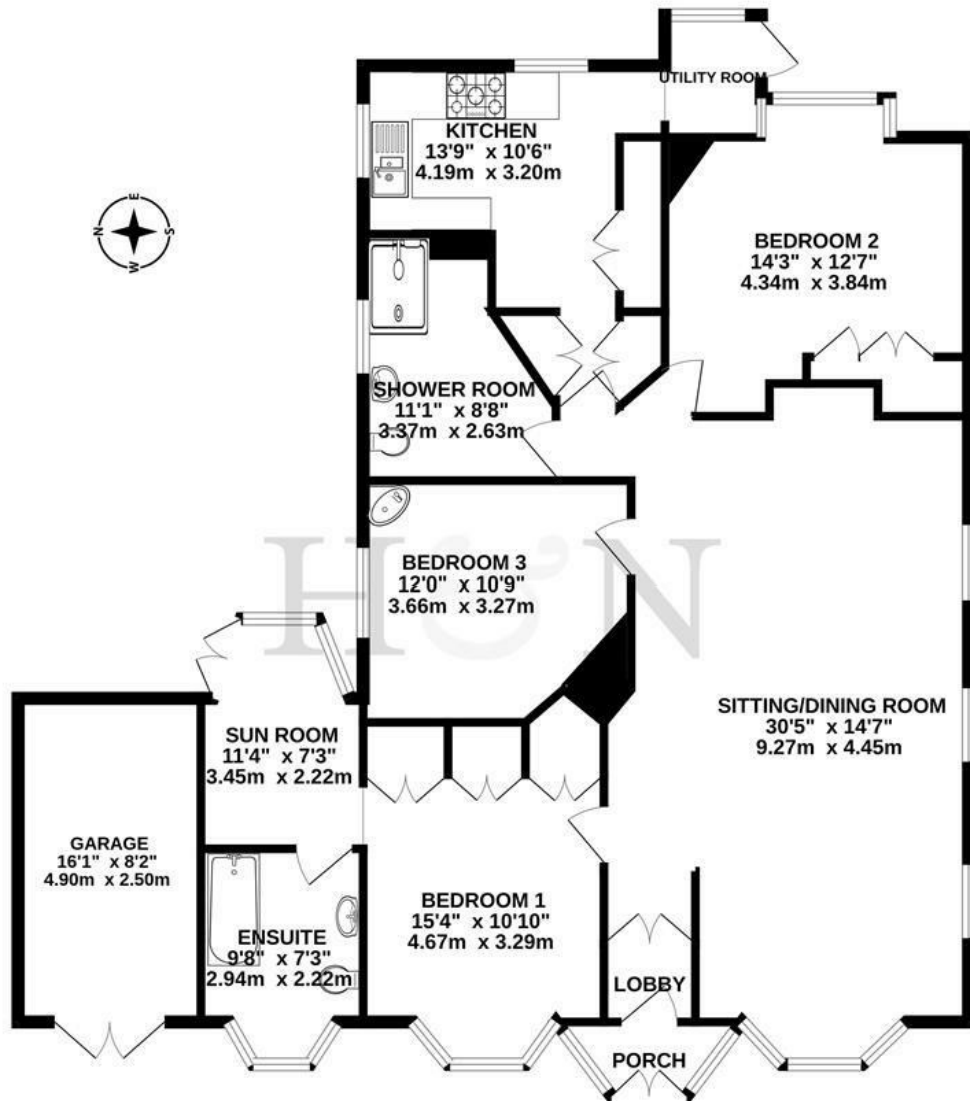 UTILITY ROOM
KITCHEN
13'9" x 10'6"
4.19m x 3.20m
E
N
S
W
BEDROOM 2
14'3" x 12'7"
4.34m x 3.84m
SHOWER ROOM
11'1" x 8'8"
3.37m x 2.63m
H&N
BEDROOM 3
12'0" x 10'9"
3.66m x 3.27m
SITTING/DINING ROOM
30'5" x 14'7"
9.27m x 4.45m
SUN ROOM
11'4" x 7'3"
3.45m x 2.22m
GARAGE
16'1" x 8'2"
4.90m x 2.50m
BEDROOM 1
15'4" x 10'10"
4.67m x 3.29m
ENSUITE
9'8" x 7'3"
2.94m x 2.22m
LOBBY
PORCH